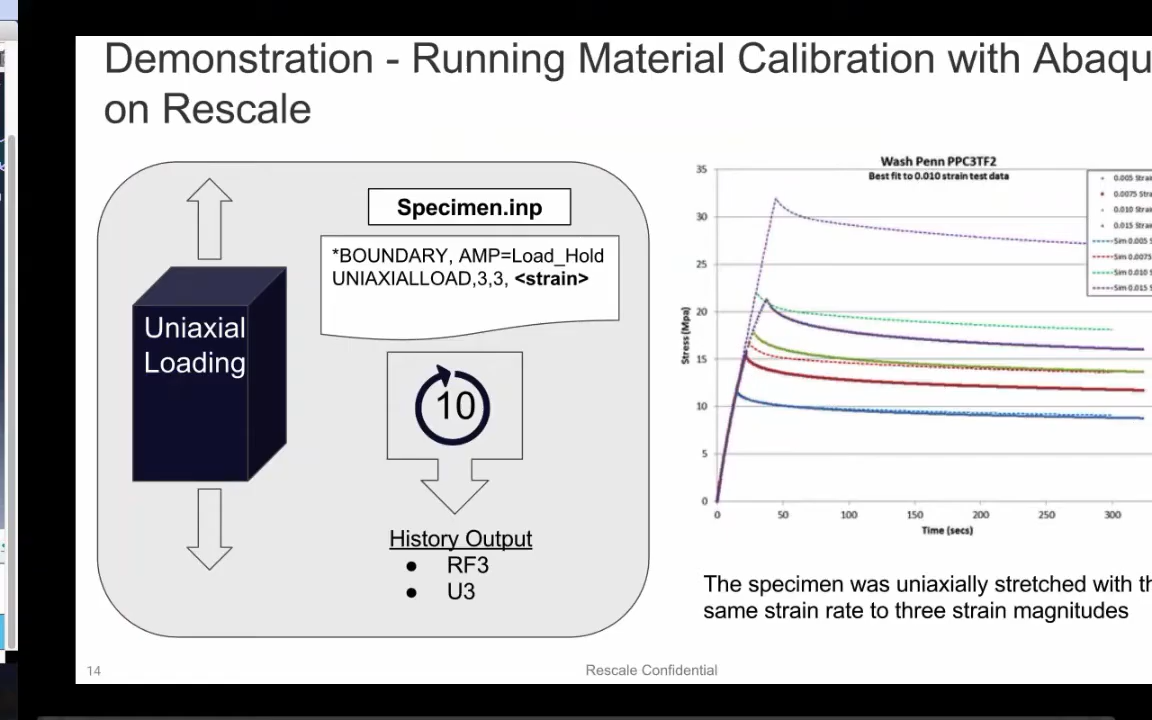 Demonstration - Running Material Calibration with Abaqu
on Rescale
Specimen.inp
*BOUNDARY, AMP=Load_Hold
UNIAXIALLOAD,3,3, <strain>
Uniaxial
Loading
10
History Output
● RF3
● U3
Wash Penn PPC3TF2
Best fit to 0.010 strain test data
35
30
25
20
15
10
5
0
Stress (Mpa)
0 50 100 150 200 250 300
Time (secs)
0.005 Strai
0.0075 Stra
0.010 Strai
0.015 Strai
Sim 0.005 S
Sim 0.0075
Sim 0.010 S
Sim 0.015 S
The specimen was uniaxially stretched with th
same strain rate to three strain magnitudes
14
Rescale Confidential